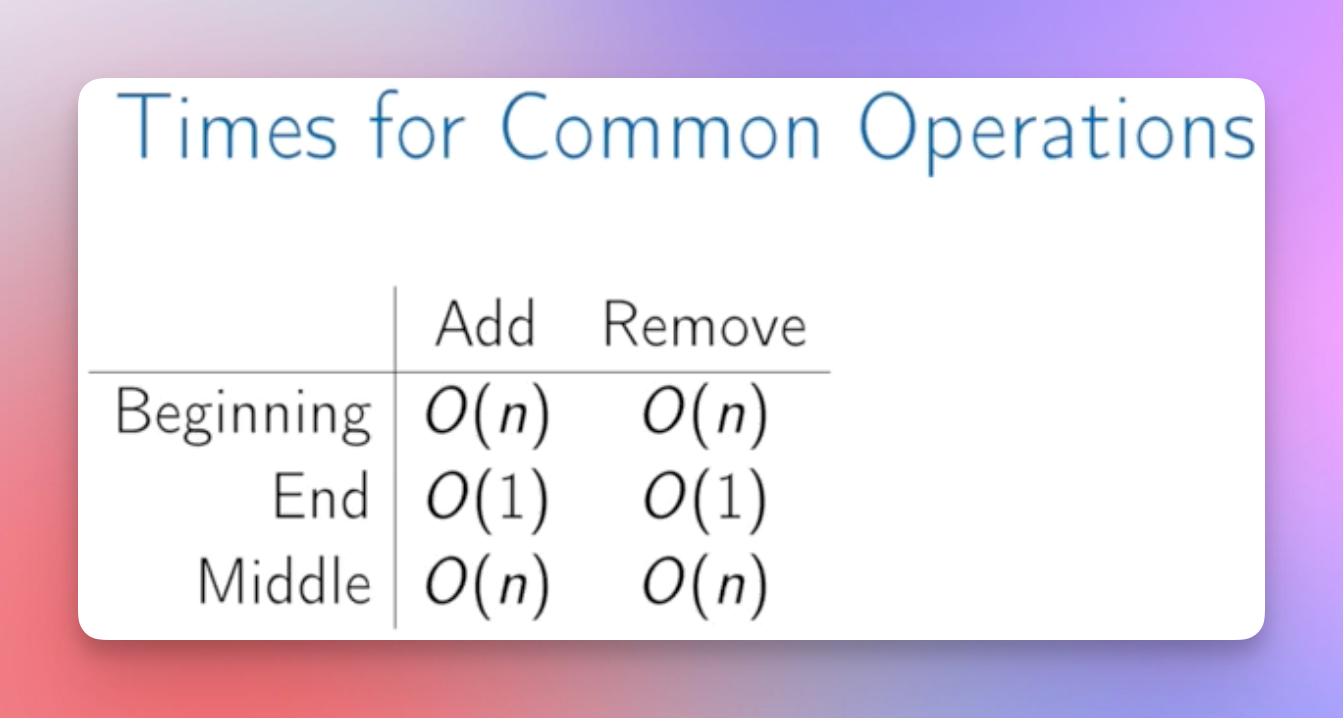 Times for Common Operations
Add Remove
Beginning O(n) O(n)
End O(1) O(1)
Middle O(n) O(n)